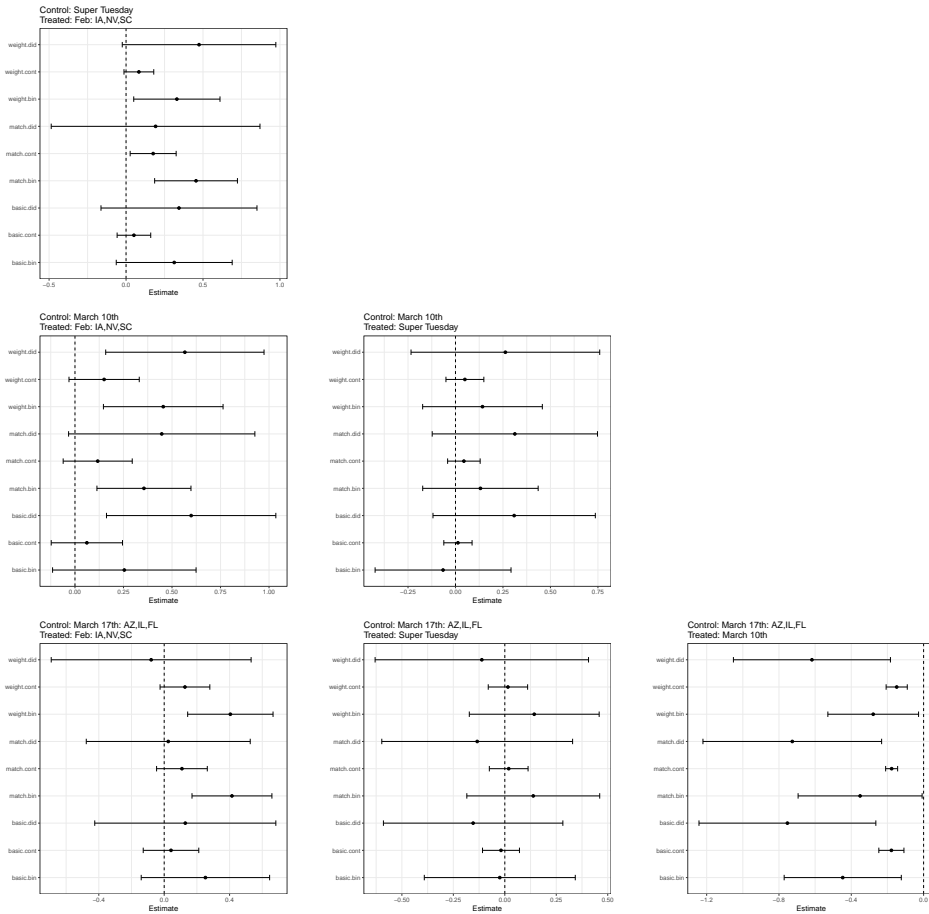 Control: Super Tuesday
Treated: Feb: IA,NV,SC
weight.did
weight.cont
weight.bin
match.did
match.cont
match.bin
basic.did
basic.cont
basic.bin
−0.5 0.0 0.5 1.0
Estimate
Control: March 10th
Treated: Feb: IA,NV,SC
weight.did
weight.cont
weight.bin
match.did
match.cont
match.bin
basic.did
basic.cont
basic.bin
0.00 0.25 0.50 0.75 1.00
Estimate
Control: March 10th
Treated: Super Tuesday
weight.did
weight.cont
weight.bin
match.did
match.cont
match.bin
basic.did
basic.cont
basic.bin
−0.25 0.00 0.25 0.50 0.75
Estimate
Control: March 17th: AZ,IL,FL
Treated: Feb: IA,NV,SC
weight.did
weight.cont
weight.bin
match.did
match.cont
match.bin
basic.did
basic.cont
basic.bin
−0.4 0.0 0.4
Estimate
Control: March 17th: AZ,IL,FL
Treated: Super Tuesday
weight.did
weight.cont
weight.bin
match.did
match.cont
match.bin
basic.did
basic.cont
basic.bin
−0.50 −0.25 0.00 0.25 0.50
Estimate
Control: March 17th: AZ,IL,FL
Treated: March 10th
weight.did
weight.cont
weight.bin
match.did
match.cont
match.bin
basic.did
basic.cont
basic.bin
−1.2 −0.8 −0.4 0.0
Estimate